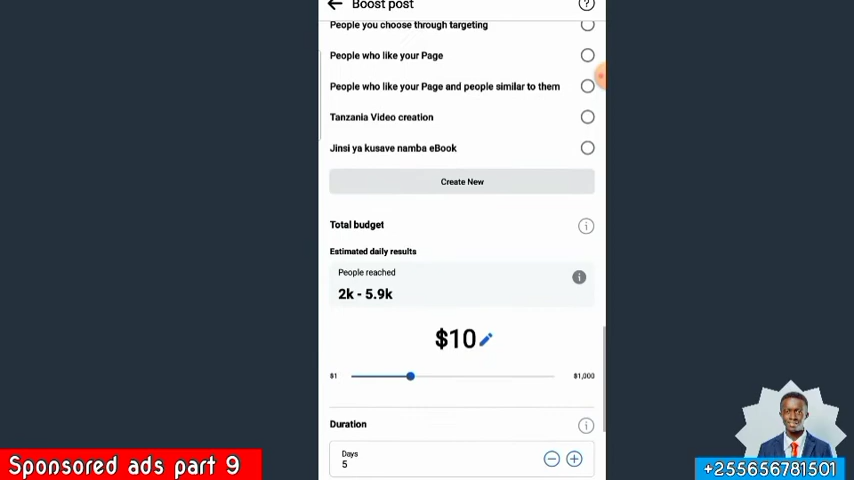 Boost post
People you choose through targeting
People who like your Page
People who like your Page and people similar to them
Tanzania Video creation
Jinsi ya kusave namba eBook
Create New
Total budget
Estimated daily results
People reached
2k - 5.9k
$10
$1
$1,000
Duration
Days
5
Sponsored ads part 9
+255656781501